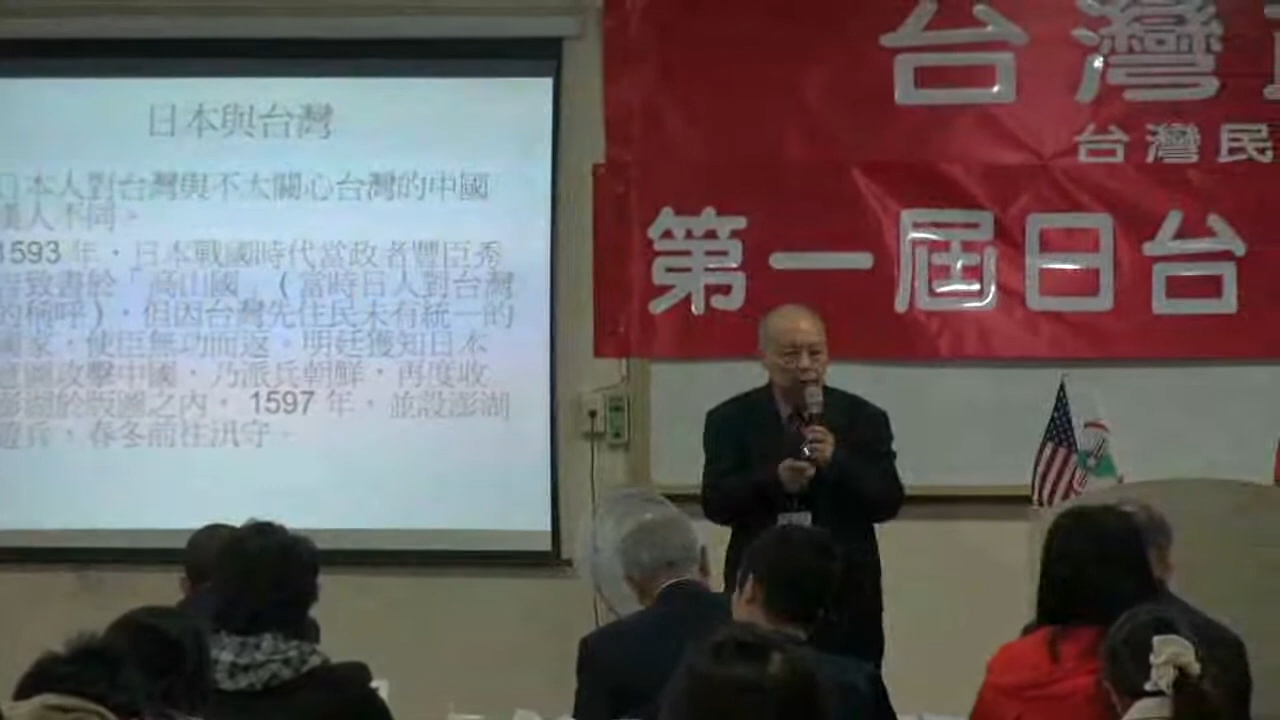 日本與台灣
日本人對台灣與不太關心台灣的中國
漢人不同。
1593 年，日本戰國時代當政者豐臣秀
吉致書於「高山國」（當時日人對台灣
的稱呼），但因台灣先住民未有統一的
國家，使臣無功而返。明廷獲知日本
企圖攻擊中國，乃派兵朝鮮，再度收
澎湖於版圖之內。 1597 年，並設澎湖
遊兵，春冬前往汛守。
台灣
台灣民
第一屆日台